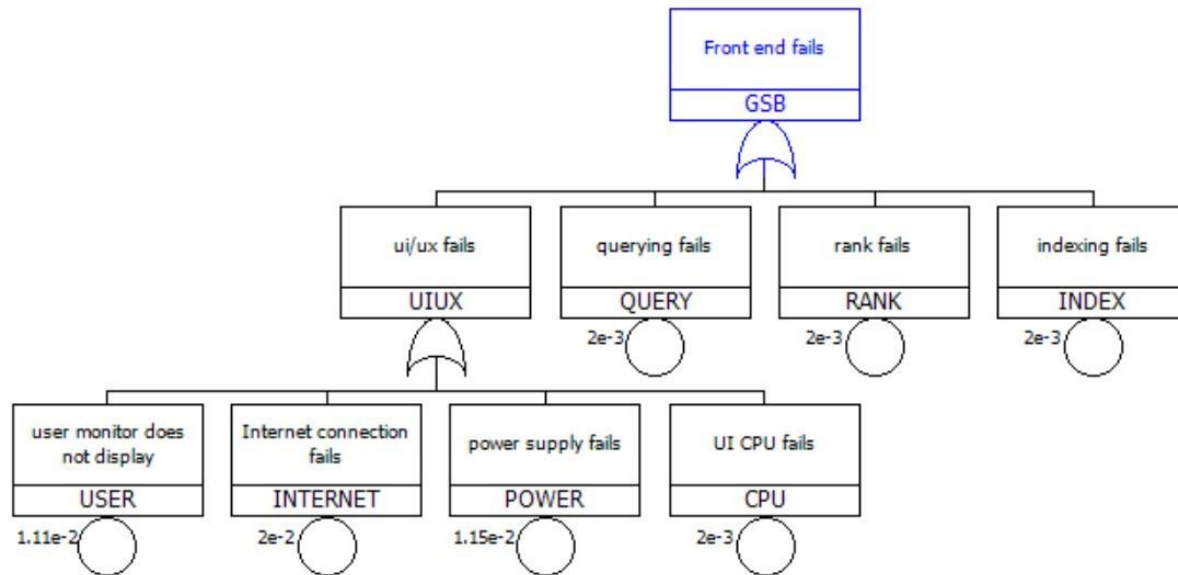 Front end fails
GSB
ui/ux fails
UIUX
querying fails
QUERY
2e-3
rank fails
RANK
2e-3
indexing fails
INDEX
2e-3
user monitor does
not display
USER
1.11e-2
Internet connection
fails
INTERNET
2e-2
power supply fails
POWER
1.15e-2
UI CPU fails
CPU
2e-3